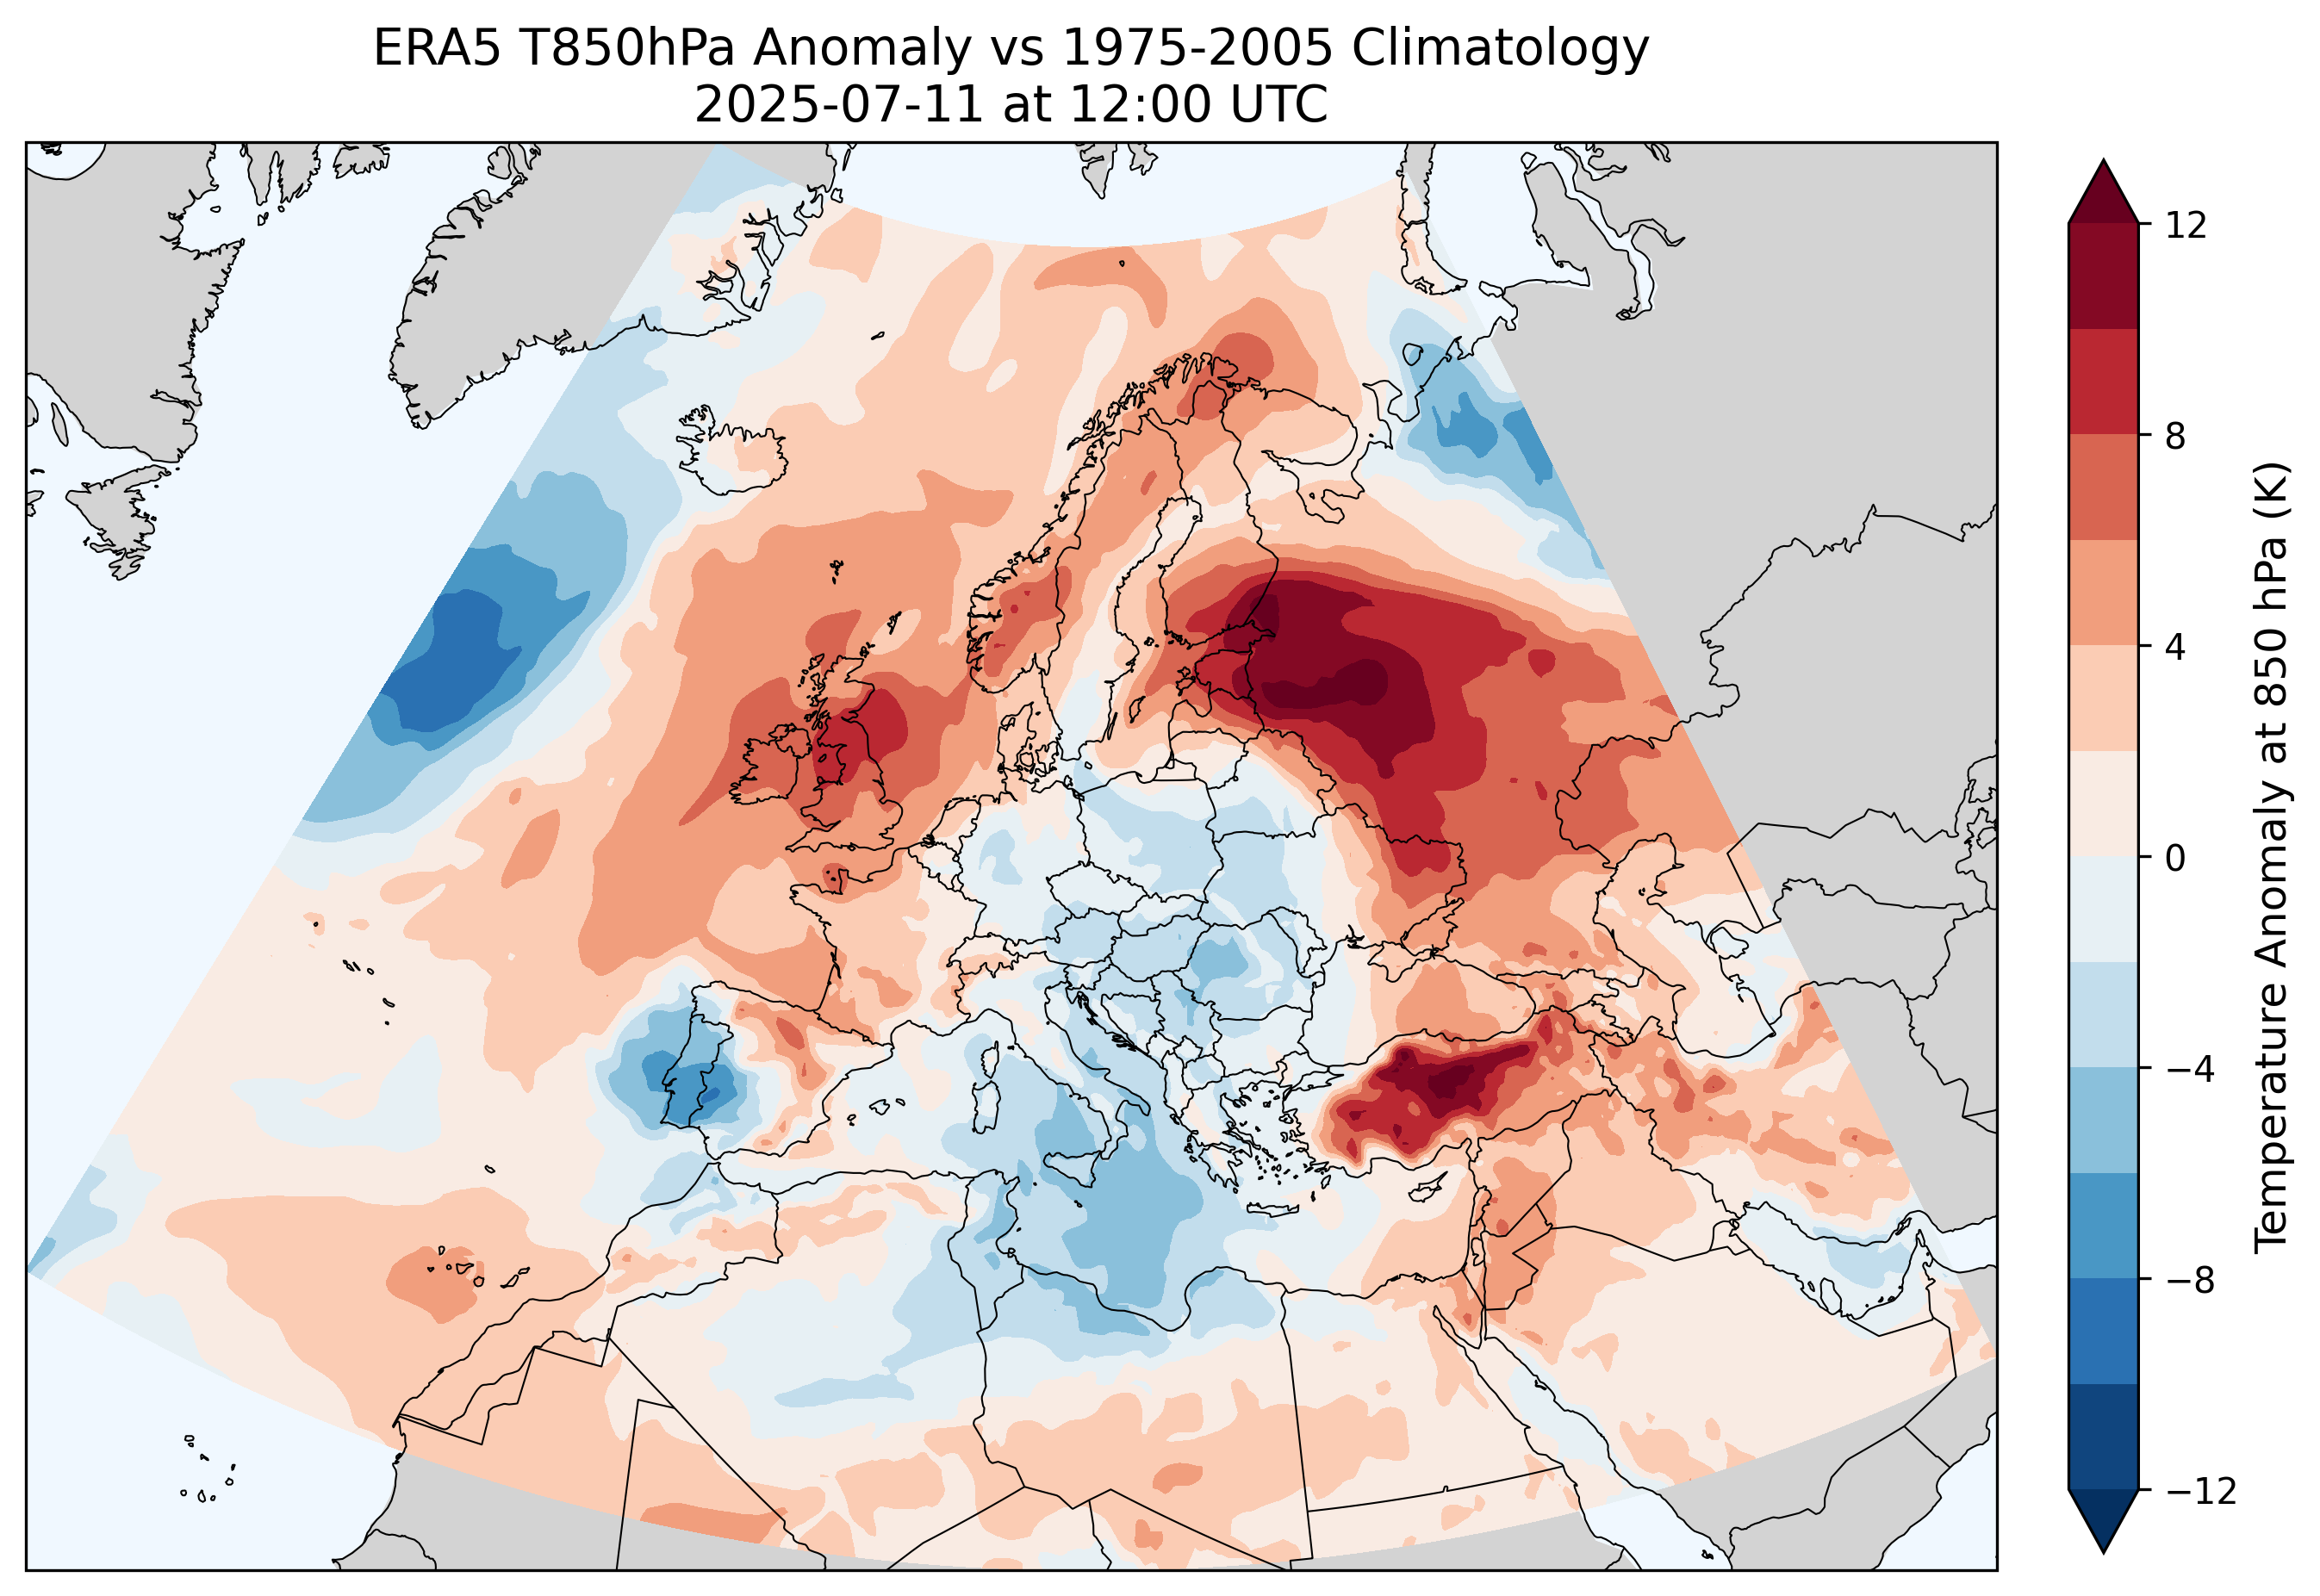 ERA5 T850hPa Anomaly vs 1975-2005 Climatology
2025-07-11 at 12:00 UTC
12
8
4
0
−4
−8
−12
Temperature Anomaly at 850 hPa (K)